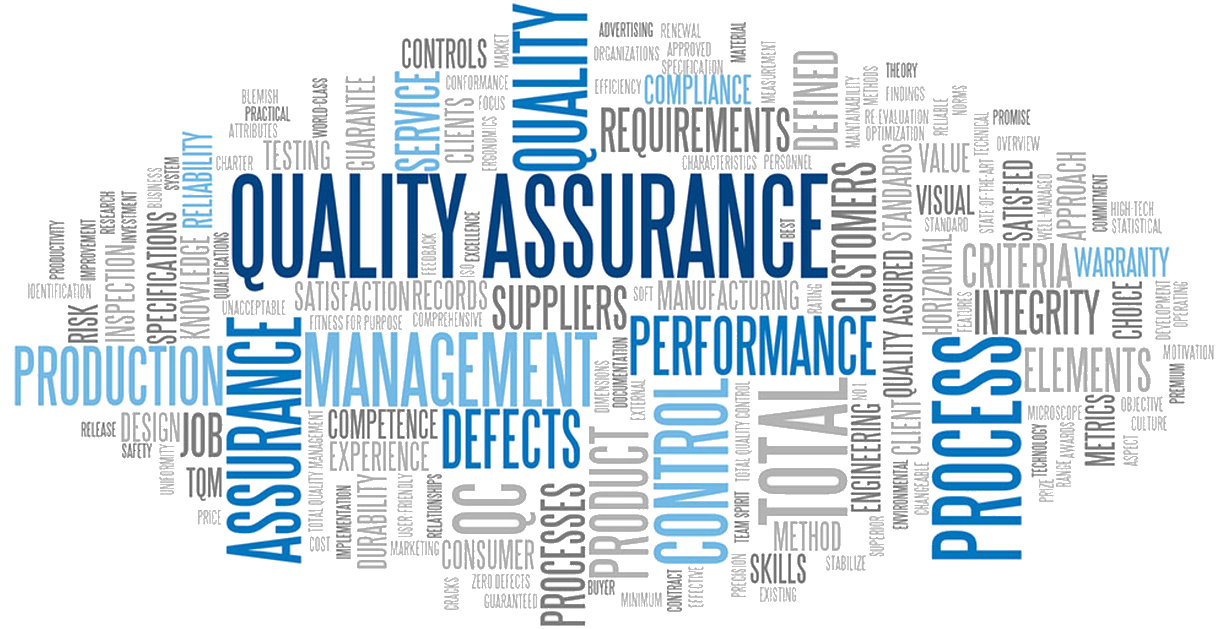 QUALITY
ADVERTISING
RENEWAL
MATERIAL
CONTROLS
MARKET
ORGANIZATIONS
APPROVED
SPECIFICATION
MEASUREMENT
DEFINED
THEORY
METHODS
MAINTAINABILITY
FINDINGS
NORMS
RELIABLE
PROMISE
BLEMISH
PRACTICAL
ATTRIBUTES
WORLD-CLASS
GUARANTEE
SERVICE
CONFORMANCE
CLIENTS
FOCUS
ERGONOMICS
EFFICIENCY
COMPLIANCE
REQUIREMENTS
RE-EVALUATION
OPTIMIZATION
TECHNICAL
OVERVIEW
CHARACTERISTICS
PERSONNEL
TESTING
CHARTER
RELIABILITY
SYSTEM
BUSINESS
VALUE
VISUAL
STANDARD
STATE-OF-THE-ART
SATISFIED
WELL-MANAGED
APPROACH
COMMITMENT
HIGH-TECH
STATISTICAL
QUALITY ASSURANCE
BEST
CUSTOMERS
QUALITY ASSURED STANDARDS
RESEARCH
INVESTMENT
PRODUCTIVITY
IMPROVEMENT
INSPECTION
SPECIFICATIONS
KNOWLEDGE
QUALIFICATIONS
FEEDBACK
ISO
EXCELLENCE
HORIZONTAL
CRITERIA
WARRANTY
IDENTIFICATION
RISK
UNACCEPTABLE
SATISFACTION
RECORDS
SUPPLIERS
SOFT
MANUFACTURING
RATING
FEATURES
INTEGRITY
CHOICE
DEVELOPMENT
OPERATING
FITNESS FOR PURPOSE
COMPREHENSIVE
PRODUCTION
ASSURANCE
MANAGEMENT
DIMENSIONS
DOCUMENTATION
EXTERNAL
PERFORMANCE
PROCESS
ELEMENTS
MOTIVATION
PREMIUM
RELEASE
SAFETY
DESIGN
JOB
UNIFORMITY
TQM
PRICE
TOTAL QUALITY MANAGEMENT
COMPETENCE
EXPERIENCE
DEFECTS
CONTROL
TOTAL QUALITY CONTROL
TOTAL
NO1
ENGINEERING
CLIENT
MICROSCOPE
METRICS
OBJECTIVE
CULTURE
ASPECT
TECHNOLOGY
PRIZE
RANGE
AWARDS
COST
IMPLEMENTATION
DURABILITY
USER FRIENDLY
RELATIONSHIPS
MARKETING
QC
CONSUMER
PROCESSES
PRODUCT
TEAM SPIRIT
METHOD
SUPERIOR
ENVIRONMENTAL
CHANGEABLE
CRACKS
ZERO DEFECTS
GUARANTEED
BUYER
MINIMUM
CONTRACT
EFFECTIVE
PRECISION
SKILLS
EXISTING
STABILIZE